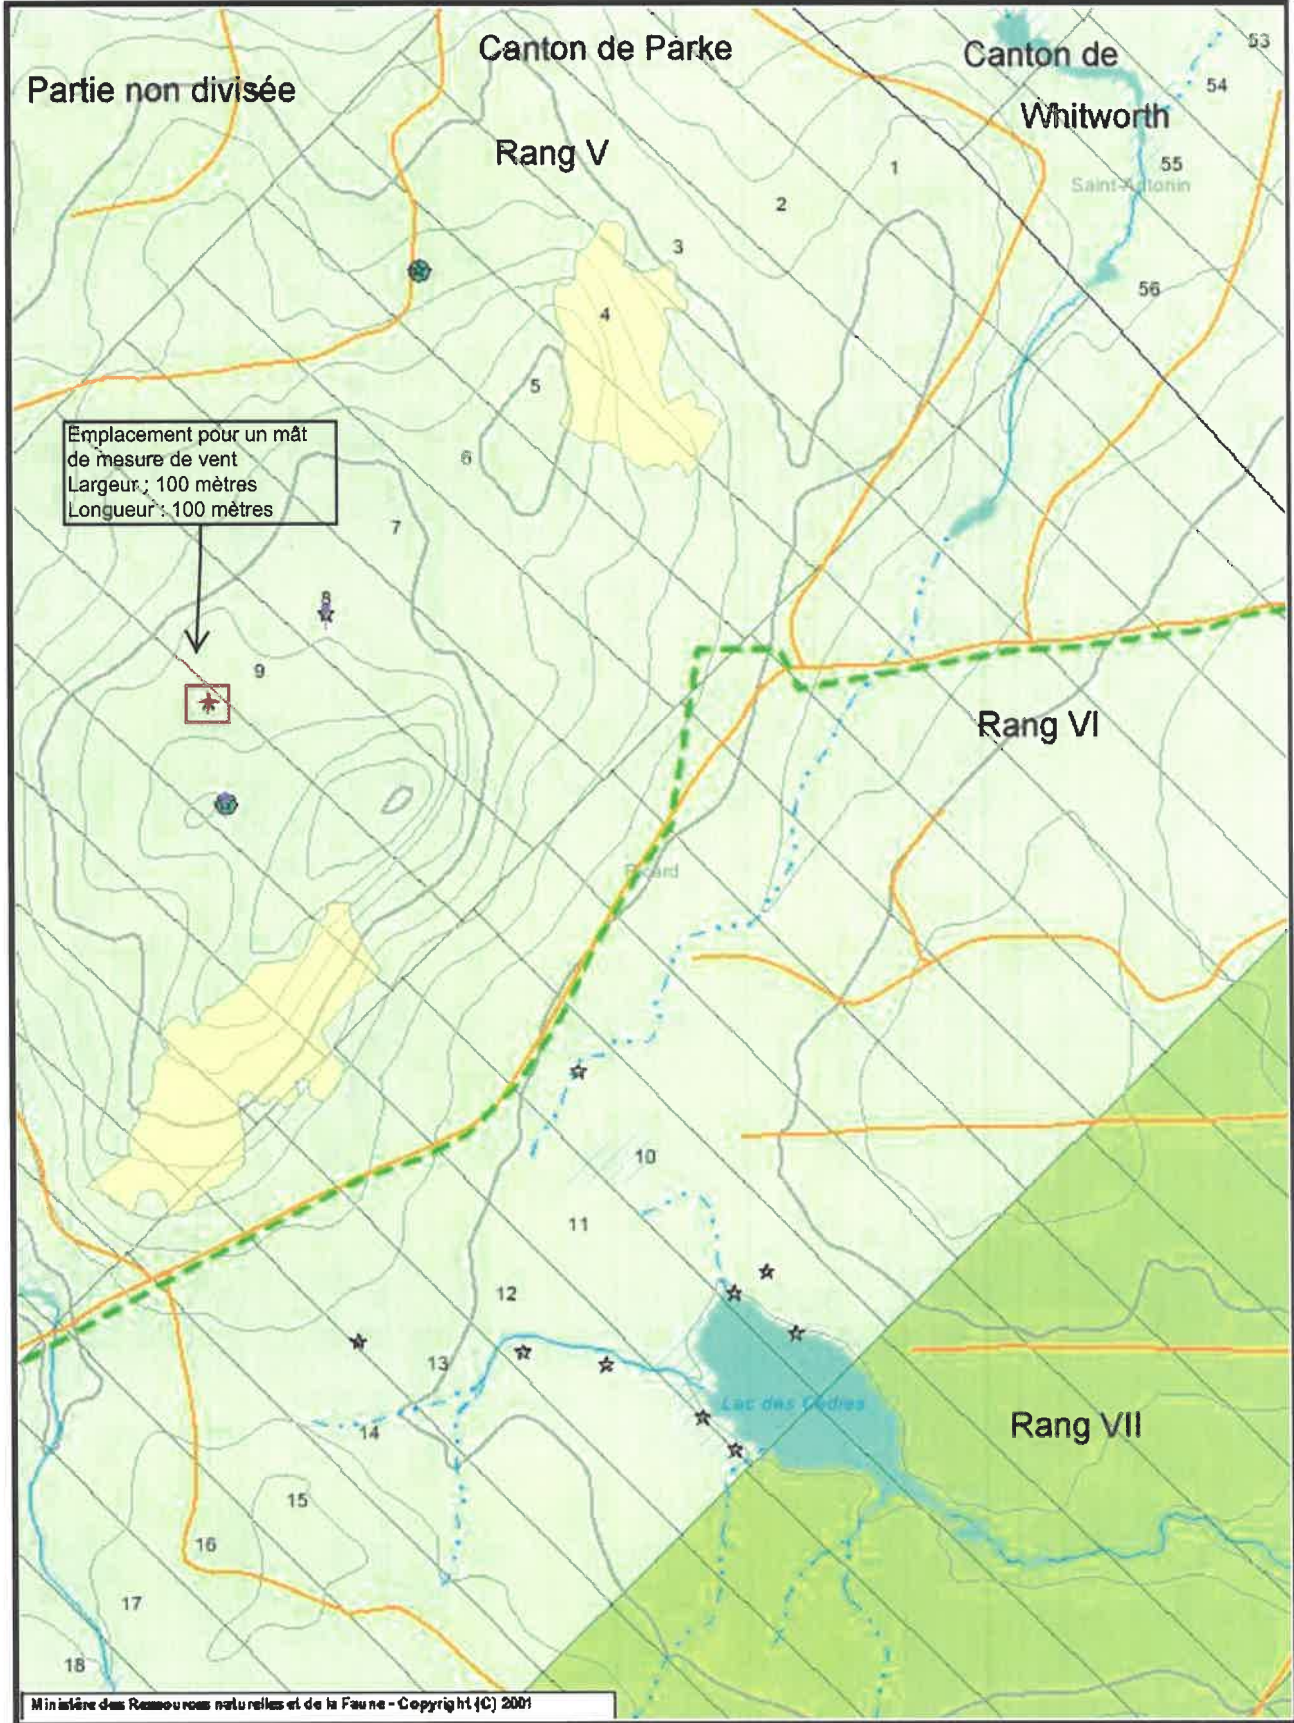 Canton de Parke
Canton de
Whitworth
Partie non divisée
Rang V
53
54
55
Saint-Antonin
56
1
2
3
4
5
6
7
8
9
Emplacement pour un mât
de mesure de vent
Largeur : 100 mètres
Longueur : 100 mètres
Rang VI
Picard
10
11
12
13
14
15
16
17
18
Lac des Cèdres
Rang VII
Ministère des Ressources naturelles et de la Faune - Copyright (C) 2001